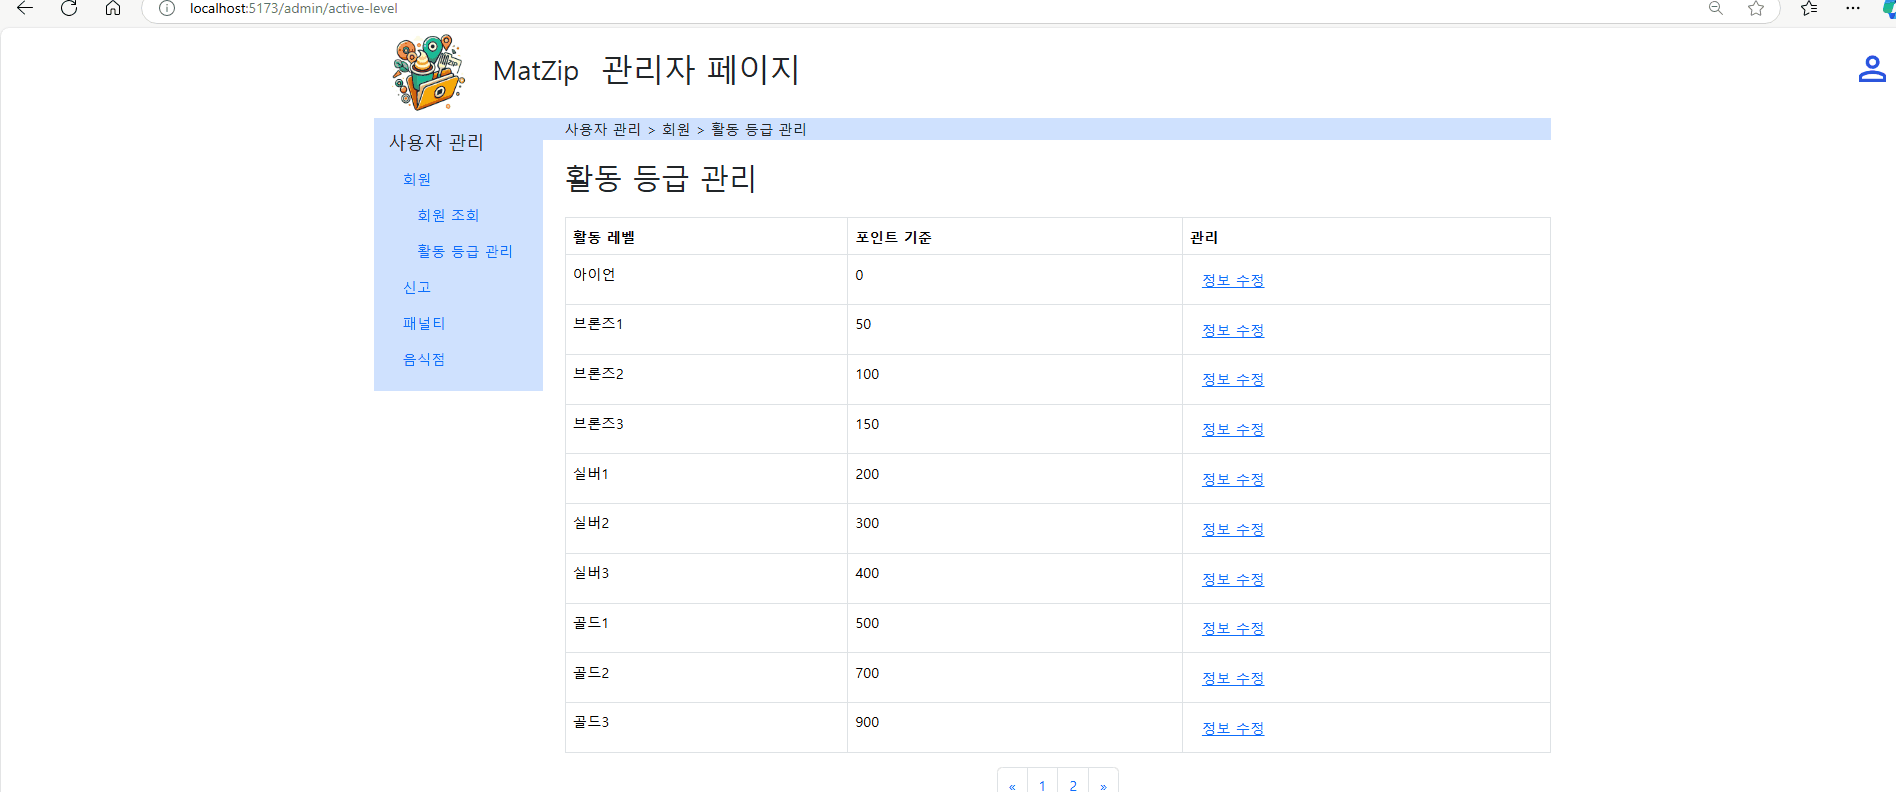 localhost:5173/admin/active-level
MatZip 관리자 페이지
사용자 관리 > 회원 > 활동 등급 관리
사용자 관리
회원
회원 조회
활동 등급 관리
신고
패널티
음식점
활동 등급 관리
활동 레벨 포인트 기준 관리
아이언 0 정보 수정
브론즈1 50 정보 수정
브론즈2 100 정보 수정
브론즈3 150 정보 수정
실버1 200 정보 수정
실버2 300 정보 수정
실버3 400 정보 수정
골드1 500 정보 수정
골드2 700 정보 수정
골드3 900 정보 수정
« 1 2 »